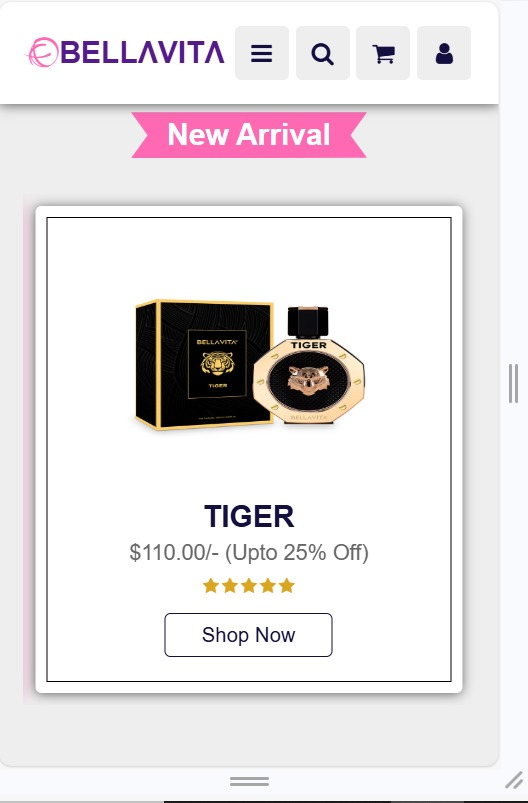 BELLAVITA
New Arrival
BELLAVITA
TIGER
TIGER
BELLAVITA
TIGER
$110.00/- (Upto 25% Off)
Shop Now